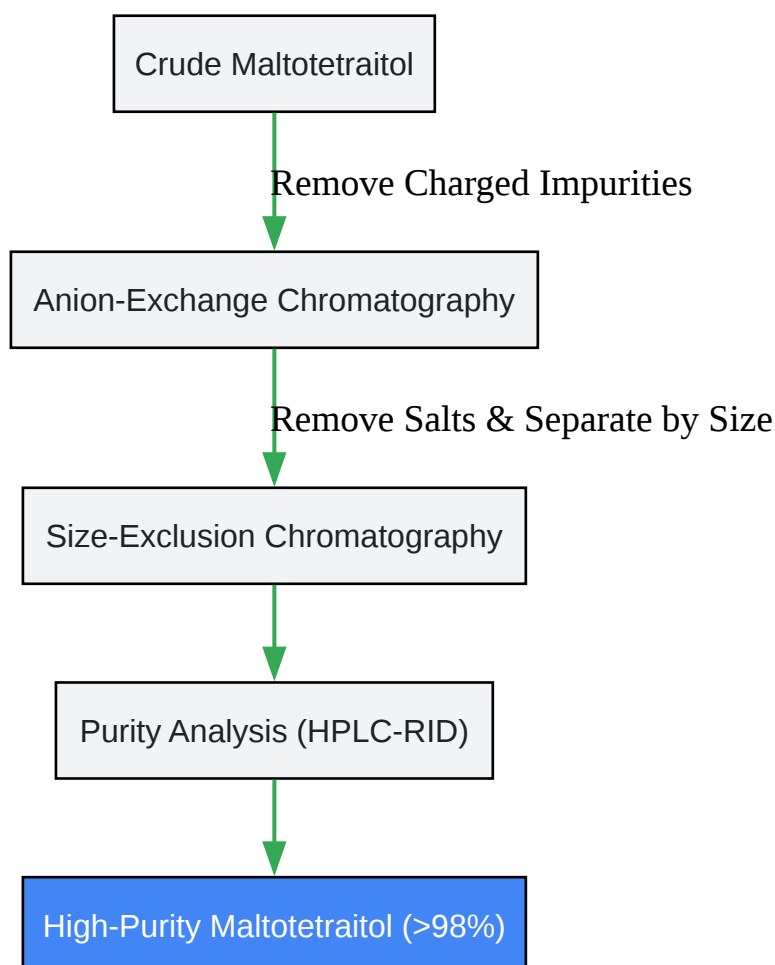 Crude Maltotetraitol
Remove Charged Impurities
Anion-Exchange Chromatography
Remove Salts & Separate by Size
Size-Exclusion Chromatography
Purity Analysis (HPLC-RID)
High-Purity Maltotetraitol (>98%)